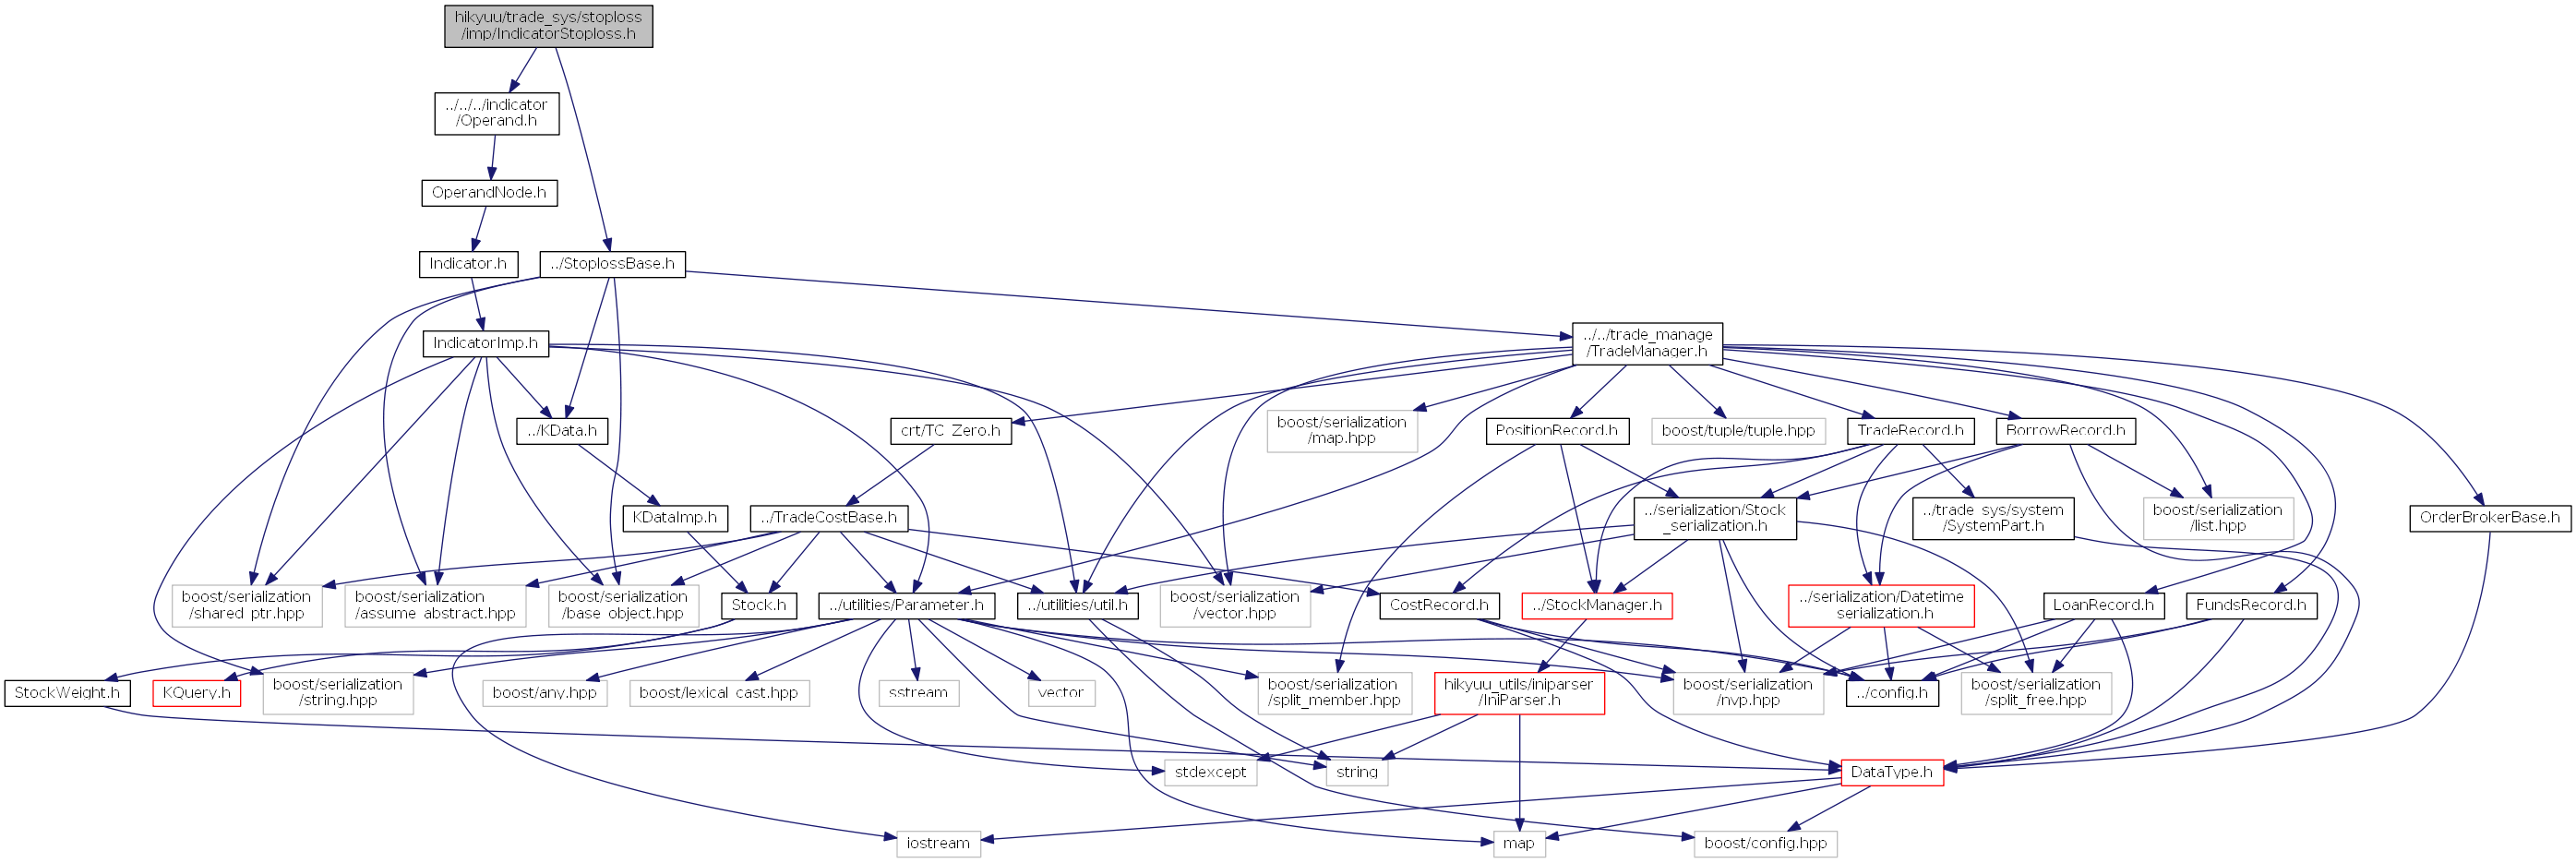 hikyuu/trade_sys/stoploss
/imp/IndicatorStoploss.h
../../../indicator
/Operand.h
OperandNode.h
Indicator.h
../StoplossBase.h
IndicatorImp.h
../../trade_manage
/TradeManager.h
../KData.h
crt/TC_Zero.h
boost/serialization
/map.hpp
PositionRecord.h
boost/tuple/tuple.hpp
TradeRecord.h
BorrowRecord.h
KDataImp.h
../TradeCostBase.h
../serialization/Stock
_serialization.h
../trade_sys/system
/SystemPart.h
boost/serialization
/list.hpp
OrderBrokerBase.h
boost/serialization
/shared_ptr.hpp
boost/serialization
/assume_abstract.hpp
boost/serialization
/base_object.hpp
Stock.h
../utilities/Parameter.h
../utilities/util.h
boost/serialization
/vector.hpp
CostRecord.h
../StockManager.h
../serialization/Datetime
_serialization.h
LoanRecord.h
FundsRecord.h
StockWeight.h
KQuery.h
boost/serialization
/string.hpp
boost/any.hpp
boost/lexical_cast.hpp
sstream
vector
boost/serialization
/split_member.hpp
hikyuu_utils/iniparser
/IniParser.h
boost/serialization
/nvp.hpp
../config.h
boost/serialization
/split_free.hpp
stdexcept
string
DataType.h
iostream
map
boost/config.hpp